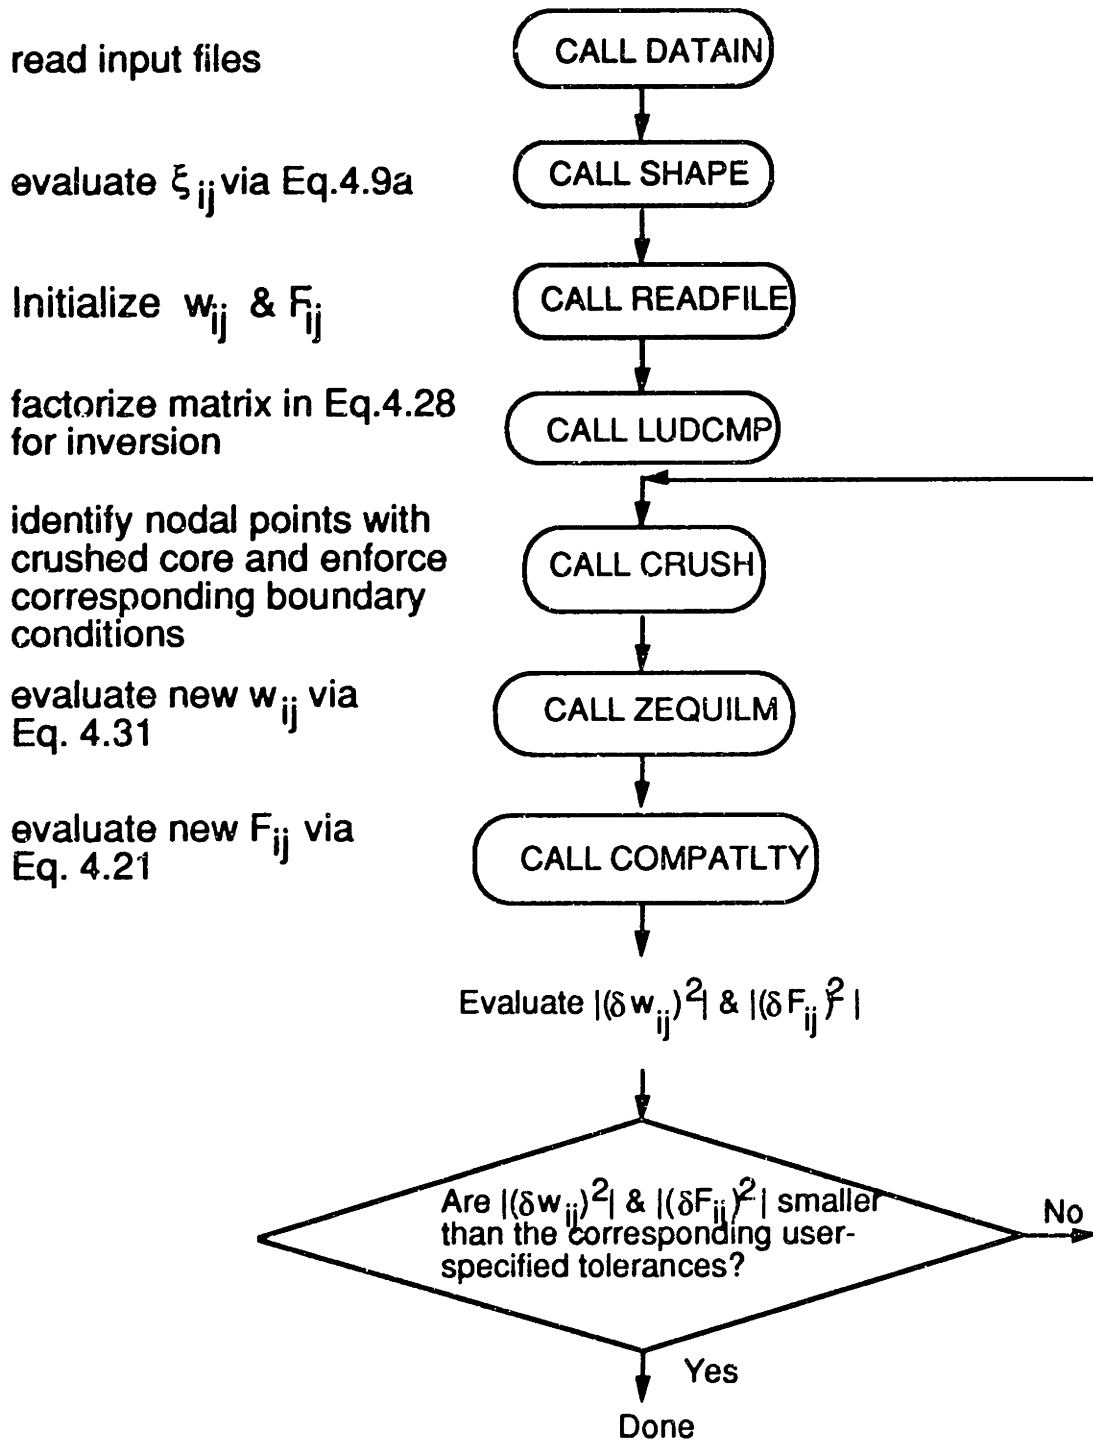 read input files
CALL DATAIN
evaluate ξij via Eq.4.9a
CALL SHAPE
Initialize wij & Fij
CALL READFILE
factorize matrix in Eq.4.28
for inversion
CALL LUDCMP
identify nodal points with
crushed core and enforce
corresponding boundary
conditions
CALL CRUSH
evaluate new wij via
Eq. 4.31
CALL ZEQUILM
evaluate new Fij via
Eq. 4.21
CALL COMPATLTY
Evaluate |(δwij)²| & |(δFij)²|
Are |(δwij)²| & |(δFij)²| smaller
than the corresponding user-
specified tolerances?
No
Yes
Done